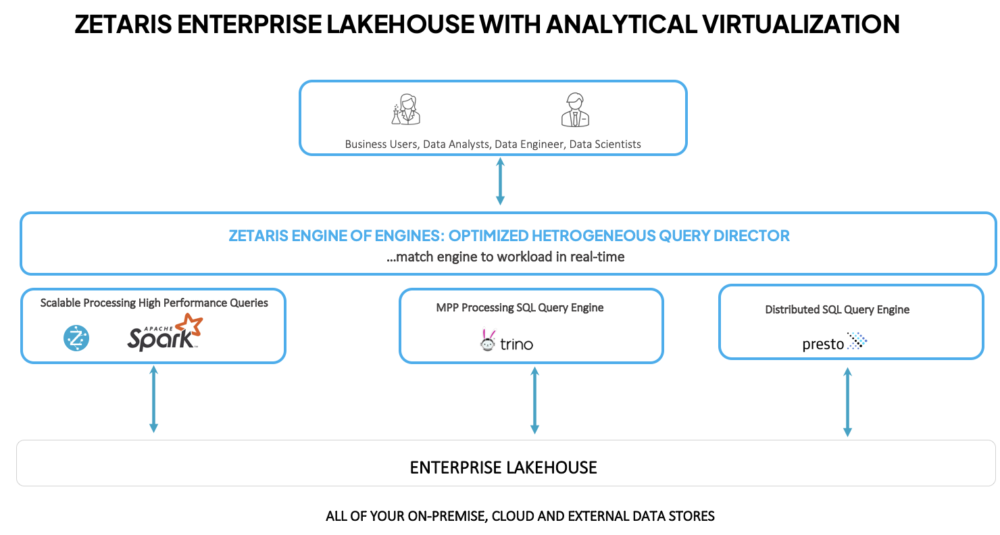 ZETARIS ENTERPRISE LAKEHOUSE WITH ANALYTICAL VIRTUALIZATION
Business Users, Data Analysts, Data Engineer, Data Scientists
ZETARIS ENGINE OF ENGINES: OPTIMIZED HETROGENEOUS QUERY DIRECTOR
...match engine to workload in real-time
Scalable Processing High Performance Queries
Z
APACHE
Spark™
MPP Processing SQL Query Engine
trino
Distributed SQL Query Engine
presto
ENTERPRISE LAKEHOUSE
ALL OF YOUR ON-PREMISE, CLOUD AND EXTERNAL DATA STORES